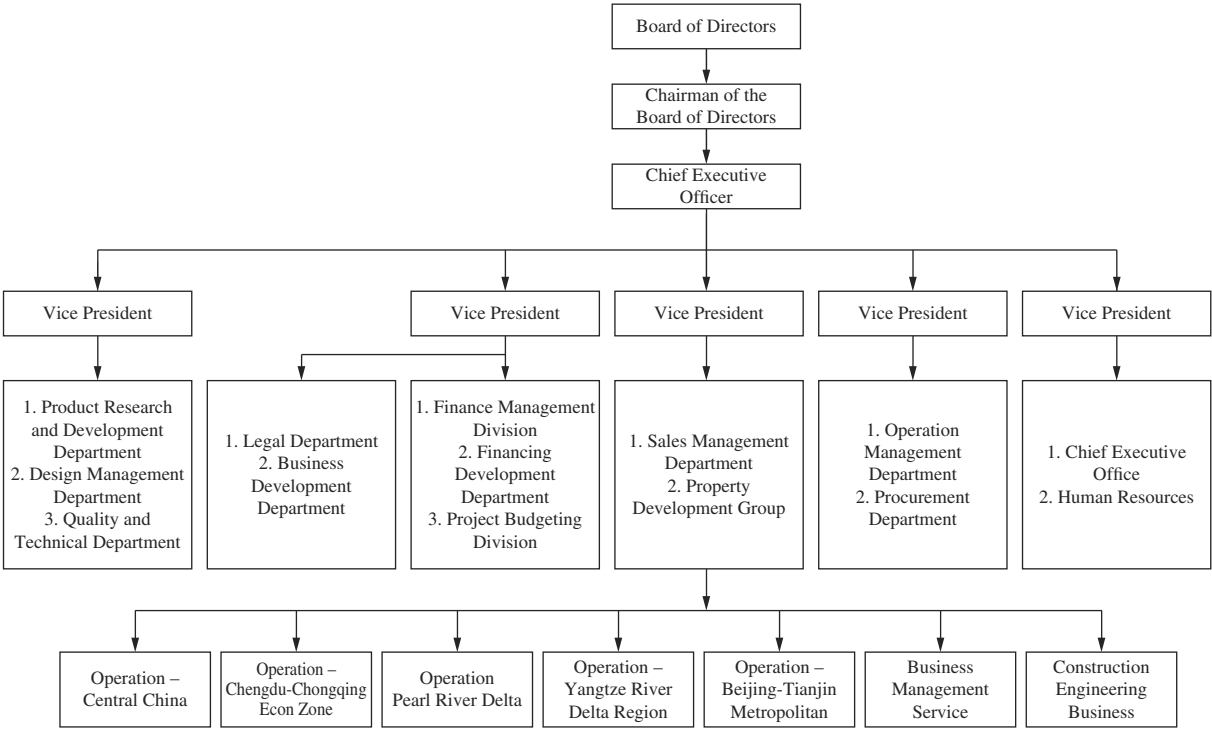 Board of Directors
Chairman of the
Board of Directors
Chief Executive
Officer
Vice President
Vice President
Vice President
Vice President
Vice President
1. Product Research
and Development
Department
2. Design Management
Department
3. Quality and
Technical Department
1. Legal Department
2. Business
Development
Department
1. Finance Management
Division
2. Financing
Development
Department
3. Project Budgeting
Division
1. Sales Management
Department
2. Property
Development Group
1. Operation
Management
Department
2. Procurement
Department
1. Chief Executive
Office
2. Human Resources
Operation –
Central China
Operation –
Chengdu-Chongqing
Econ Zone
Operation
Pearl River Delta
Operation –
Yangtze River
Delta Region
Operation –
Beijing-Tianjin
Metropolitan
Business
Management
Service
Construction
Engineering
Business